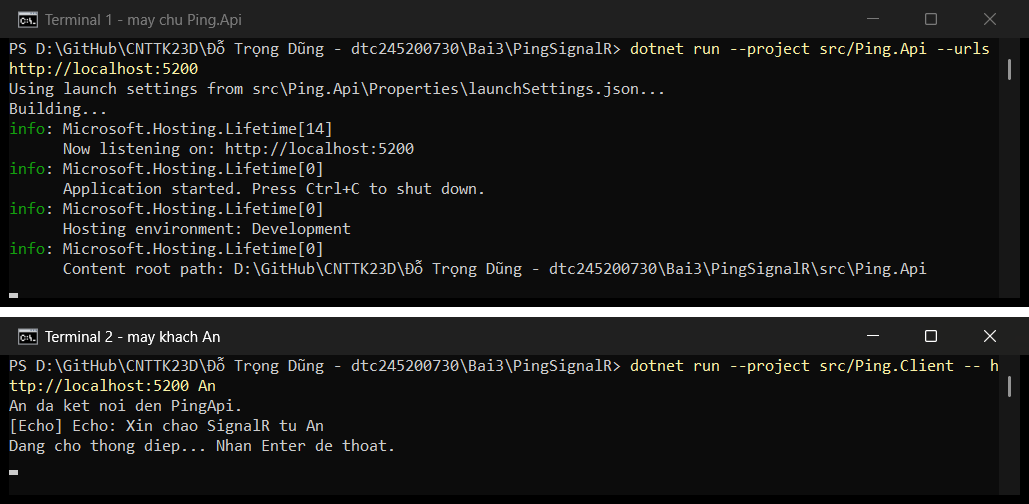 Terminal 1 - may chu Ping.Api
PS D:\GitHub\CNTTK23D\Đỗ Trọng Dũng - dtc245200730\Bai3\PingSignalR> dotnet run --project src/Ping.Api --urls
http://localhost:5200
Using launch settings from src\Ping.Api\Properties\launchSettings.json...
Building...
info: Microsoft.Hosting.Lifetime[14]
      Now listening on: http://localhost:5200
info: Microsoft.Hosting.Lifetime[0]
      Application started. Press Ctrl+C to shut down.
info: Microsoft.Hosting.Lifetime[0]
      Hosting environment: Development
info: Microsoft.Hosting.Lifetime[0]
      Content root path: D:\GitHub\CNTTK23D\Đỗ Trọng Dũng - dtc245200730\Bai3\PingSignalR\src\Ping.Api
Terminal 2 - may khach An
PS D:\GitHub\CNTTK23D\Đỗ Trọng Dũng - dtc245200730\Bai3\PingSignalR> dotnet run --project src/Ping.Client -- h
ttp://localhost:5200 An
An da ket noi den PingApi.
[Echo] Echo: Xin chao SignalR tu An
Dang cho thong diep... Nhan Enter de thoat.